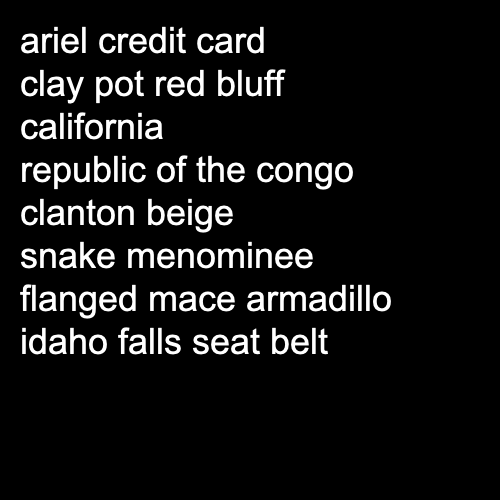 ariel credit card
clay pot red bluff
california
republic of the congo
clanton beige
snake menominee
flanged mace armadillo
idaho falls seat belt